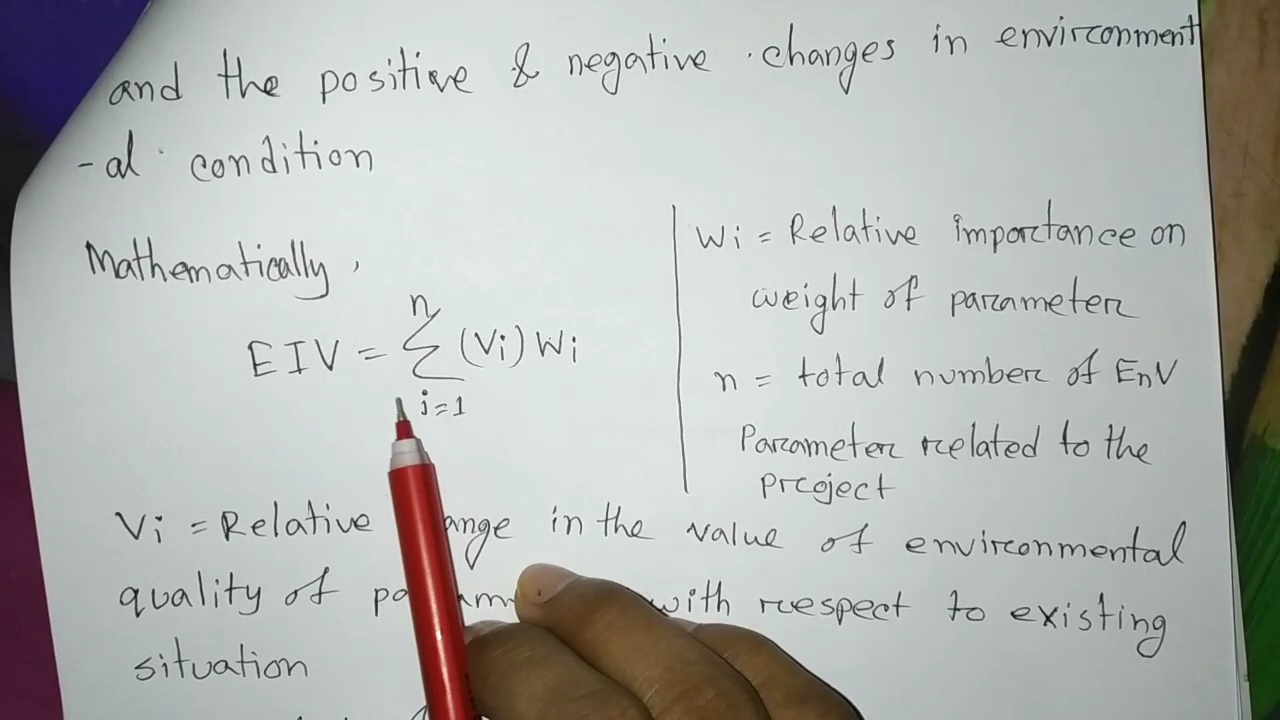 and the positive & negative changes in environment
-al condition
Mathematically,
EIV = n Σ i=1 (Vi) Wi
Wi = Relative importance on
weight of parameter
n = total number of EnV
Parameter related to the
project
Vi = Relative in the value of environmental
quality of with respect to existing
situation